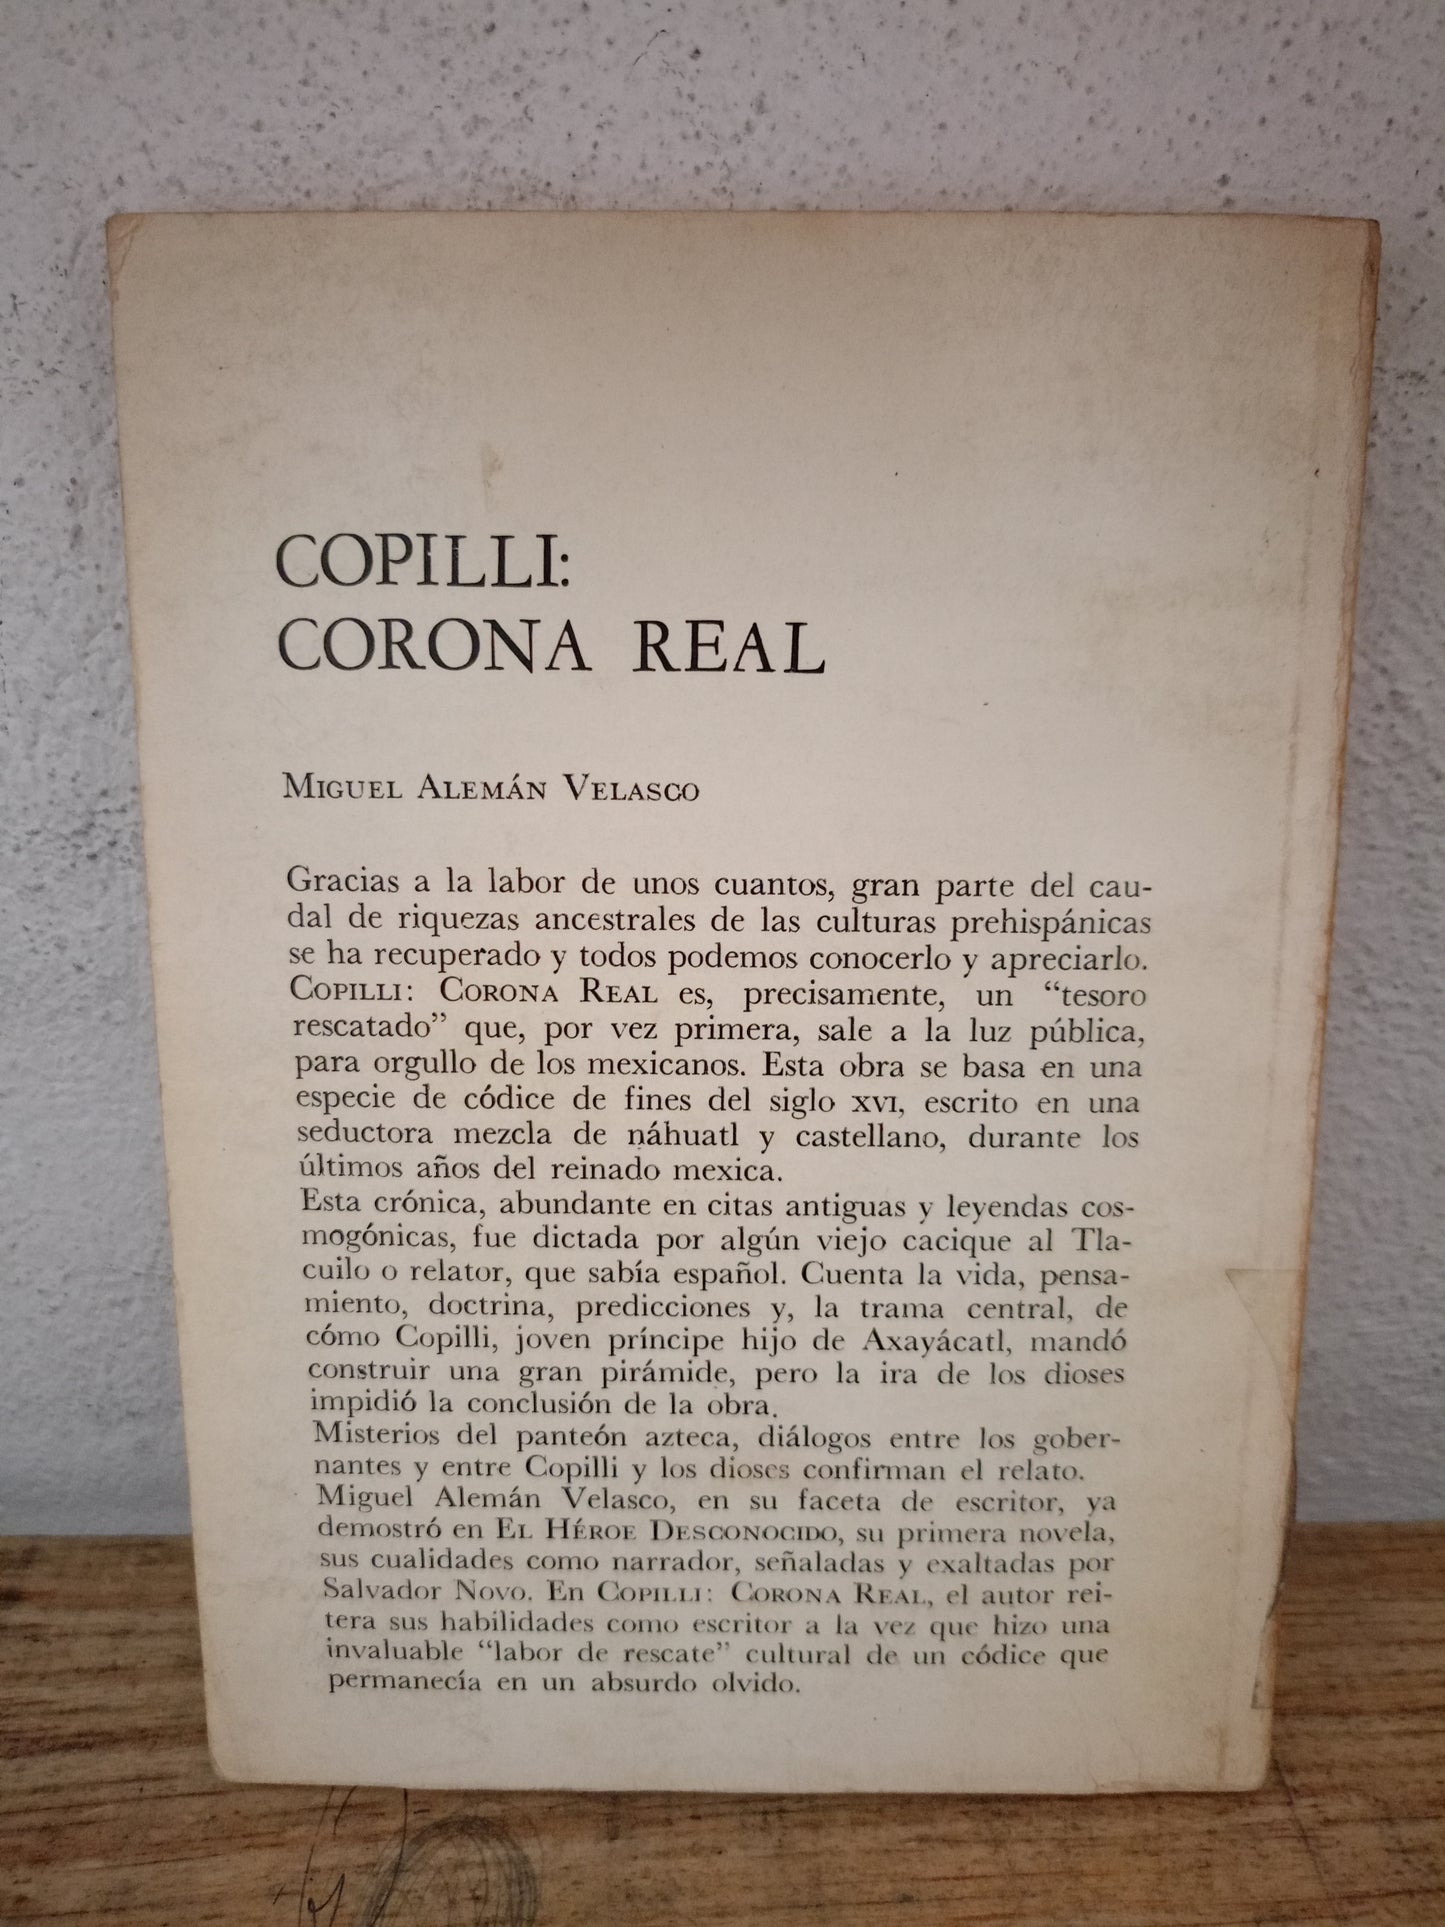 COPILLI:
CORONA REAL
MIGUEL ALEMÁN VELASCO
Gracias a la labor de unos cuantos, gran parte del cau-
dal de riquezas ancestrales de las culturas prehispánicas
se ha recuperado y todos podemos conocerlo y apreciarlo.
COPILLI: CORONA REAL es, precisamente, un “tesoro
rescatado” que, por vez primera, sale a la luz pública,
para orgullo de los mexicanos. Esta obra se basa en una
especie de códice de fines del siglo XVI, escrito en una
seductora mezcla de náhuatl y castellano, durante los
últimos años del reinado mexica.
Esta crónica, abundante en citas antiguas y leyendas cos-
mogónicas, fue dictada por algún viejo cacique al Tla-
cuilo o relator, que sabía español. Cuenta la vida, pensa-
miento, doctrina, predicciones y, la trama central, de
cómo Copilli, joven príncipe hijo de Axayácatl, mandó
construir una gran pirámide, pero la ira de los dioses
impidió la conclusión de la obra.
Misterios del panteón azteca, diálogos entre los gober-
nantes y entre Copilli y los dioses confirman el relato.
Miguel Alemán Velasco, en su faceta de escritor, ya
demostró en EL HÉROE DESCONOCIDO, su primera novela,
sus cualidades como narrador, señaladas y exaltadas por
Salvador Novo. En COPILLI: CORONA REAL, el autor rei-
tera sus habilidades como escritor a la vez que hizo una
invaluable “labor de rescate” cultural de un códice que
permanecía en un absurdo olvido.